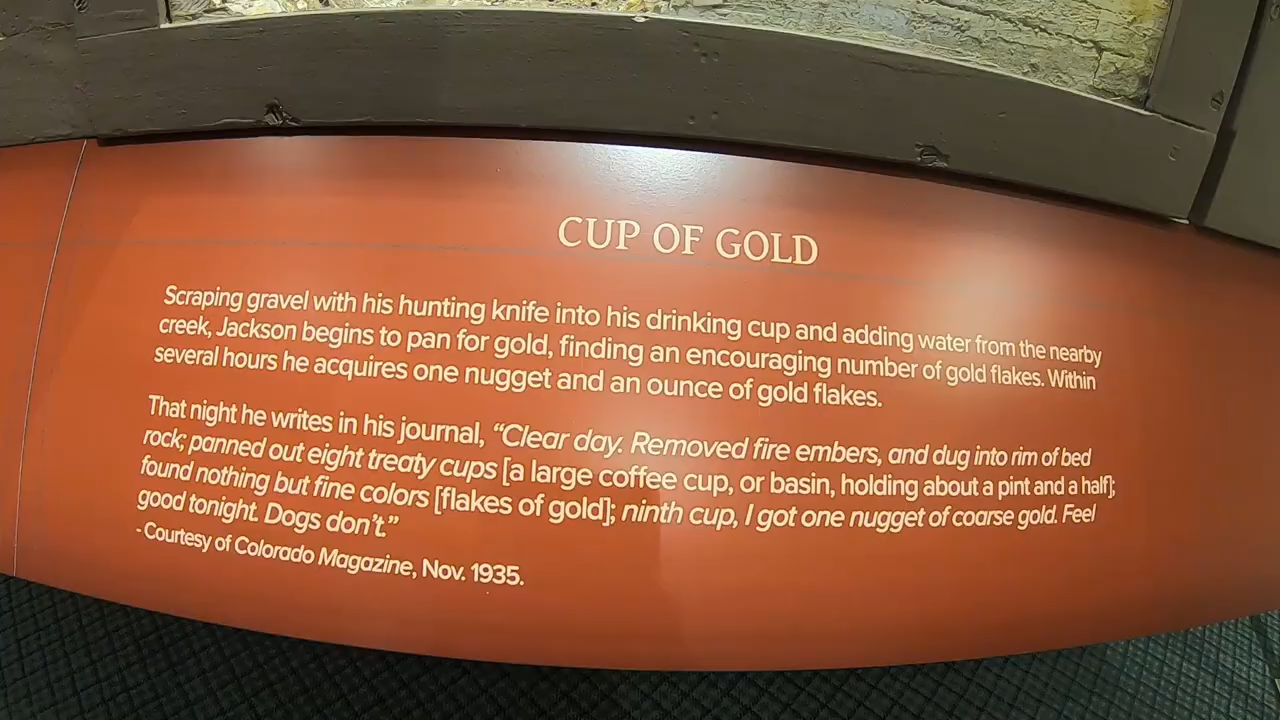 CUP OF GOLD
Scraping gravel with his hunting knife into his drinking cup and adding water from the nearby
creek, Jackson begins to pan for gold, finding an encouraging number of gold flakes. Within
several hours he acquires one nugget and an ounce of gold flakes.
That night he writes in his journal, “Clear day. Removed fire embers, and dug into rim of bed
rock; panned out eight treaty cups [a large coffee cup, or basin, holding about a pint and a half];
found nothing but fine colors [flakes of gold]; ninth cup, I got one nugget of coarse gold. Feel
good tonight. Dogs don’t.”
- Courtesy of Colorado Magazine, Nov. 1935.